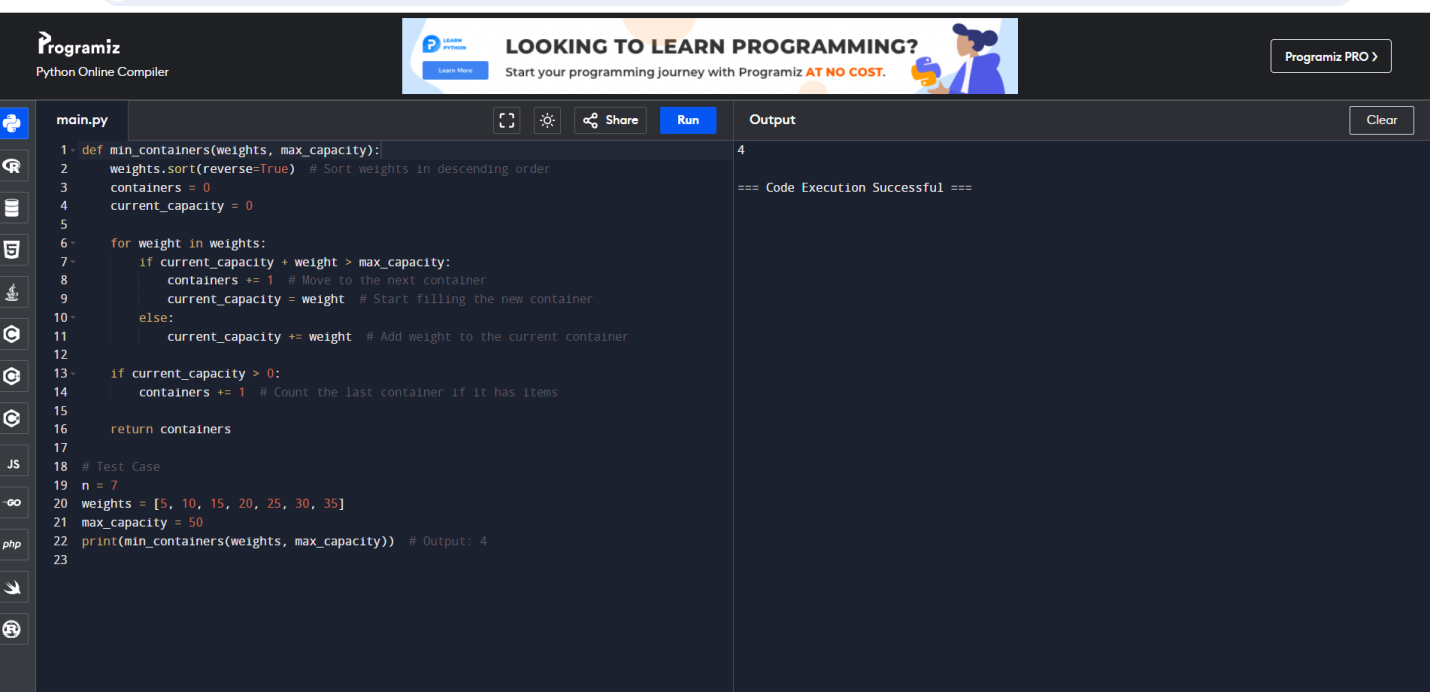 Programiz
Python Online Compiler
LEARN
PYTHON
Learn More
LOOKING TO LEARN PROGRAMMING?
Start your programming journey with Programiz AT NO COST.
Programiz PRO >
main.py
Share
Run
Output
Clear
1 def min_containers(weights, max_capacity):
2     weights.sort(reverse=True)  # Sort weights in descending order
3     containers = 0
4     current_capacity = 0
5
6     for weight in weights:
7         if current_capacity + weight > max_capacity:
8             containers += 1  # Move to the next container
9             current_capacity = weight  # Start filling the new container
10         else:
11             current_capacity += weight  # Add weight to the current container
12
13     if current_capacity > 0:
14         containers += 1  # Count the last container if it has items
15
16     return containers
17
18 # Test Case
19 n = 7
20 weights = [5, 10, 15, 20, 25, 30, 35]
21 max_capacity = 50
22 print(min_containers(weights, max_capacity))  # Output: 4
23
4
=== Code Execution Successful ===
JS
GO
php